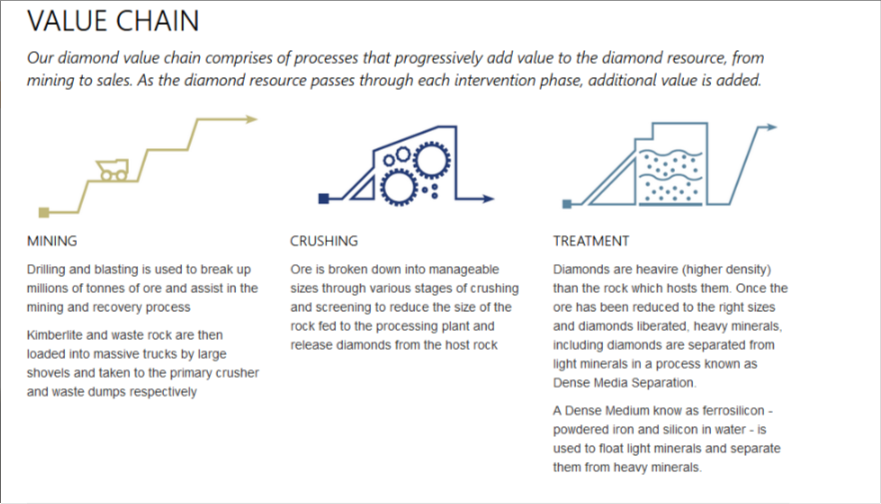 VALUE CHAIN
Our diamond value chain comprises of processes that progressively add value to the diamond resource, from
mining to sales. As the diamond resource passes through each intervention phase, additional value is added.
MINING
Drilling and blasting is used to break up
millions of tonnes of ore and assist in the
mining and recovery process
Kimberlite and waste rock are then
loaded into massive trucks by large
shovels and taken to the primary crusher
and waste dumps respectively
CRUSHING
Ore is broken down into manageable
sizes through various stages of crushing
and screening to reduce the size of the
rock fed to the processing plant and
release diamonds from the host rock
TREATMENT
Diamonds are heavire (higher density)
than the rock which hosts them. Once the
ore has been reduced to the right sizes
and diamonds liberated, heavy minerals,
including diamonds are separated from
light minerals in a process known as
Dense Media Separation.
A Dense Medium know as ferrosilicon -
powdered iron and silicon in water - is
used to float light minerals and separate
them from heavy minerals.